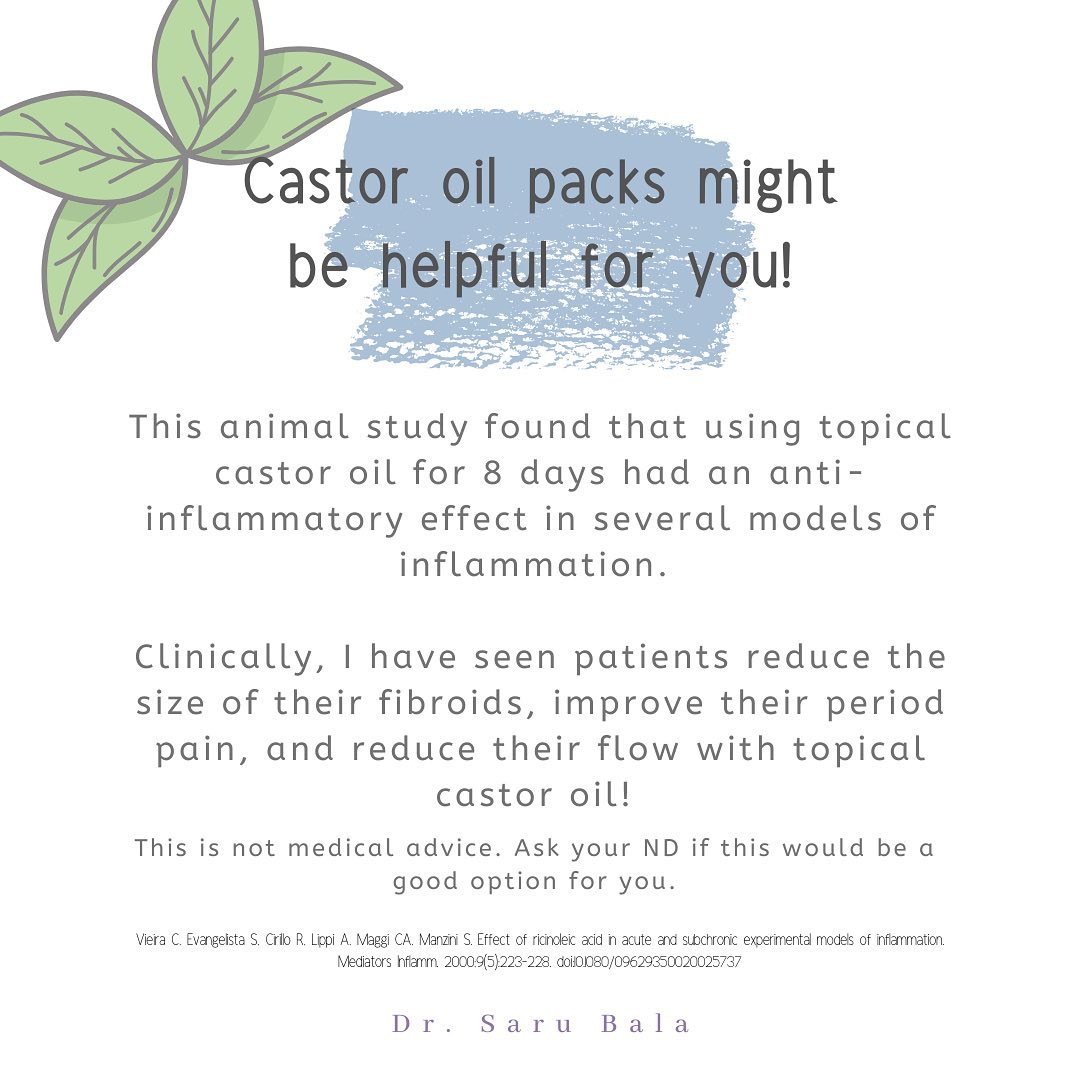 Castor oil packs might
be helpful for you!
This animal study found that using topical
castor oil for 8 days had an anti-
inflammatory effect in several models of
inflammation.
Clinically, I have seen patients reduce the
size of their fibroids, improve their period
pain, and reduce their flow with topical
castor oil!
This is not medical advice. Ask your ND if this would be a
good option for you.
Vieira C, Evangelista S, Cirillo R, Lippi A, Maggi CA, Manzini S. Effect of ricinoleic acid in acute and subchronic experimental models of inflammation.
Mediators Inflamm. 2000;9(5):223-228. doi:10.1080/09629350020025737
Dr. Saru Bala